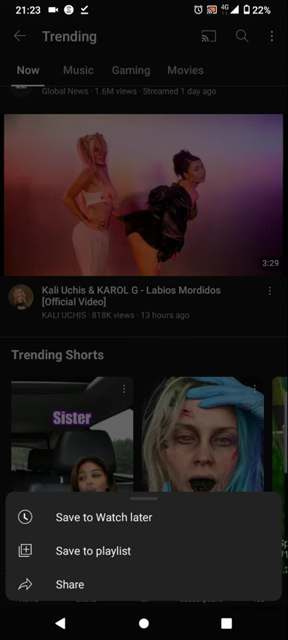 21:23 4G 22%
Trending
Now Music Gaming Movies
Global News · 1.6M views · Streamed 1 day ago
3:29
Kali Uchis & KAROL G - Labios Mordidos
[Official Video]
KALI UCHIS · 818K views · 13 hours ago
Trending Shorts
Sister
Save to Watch later
Save to playlist
Share